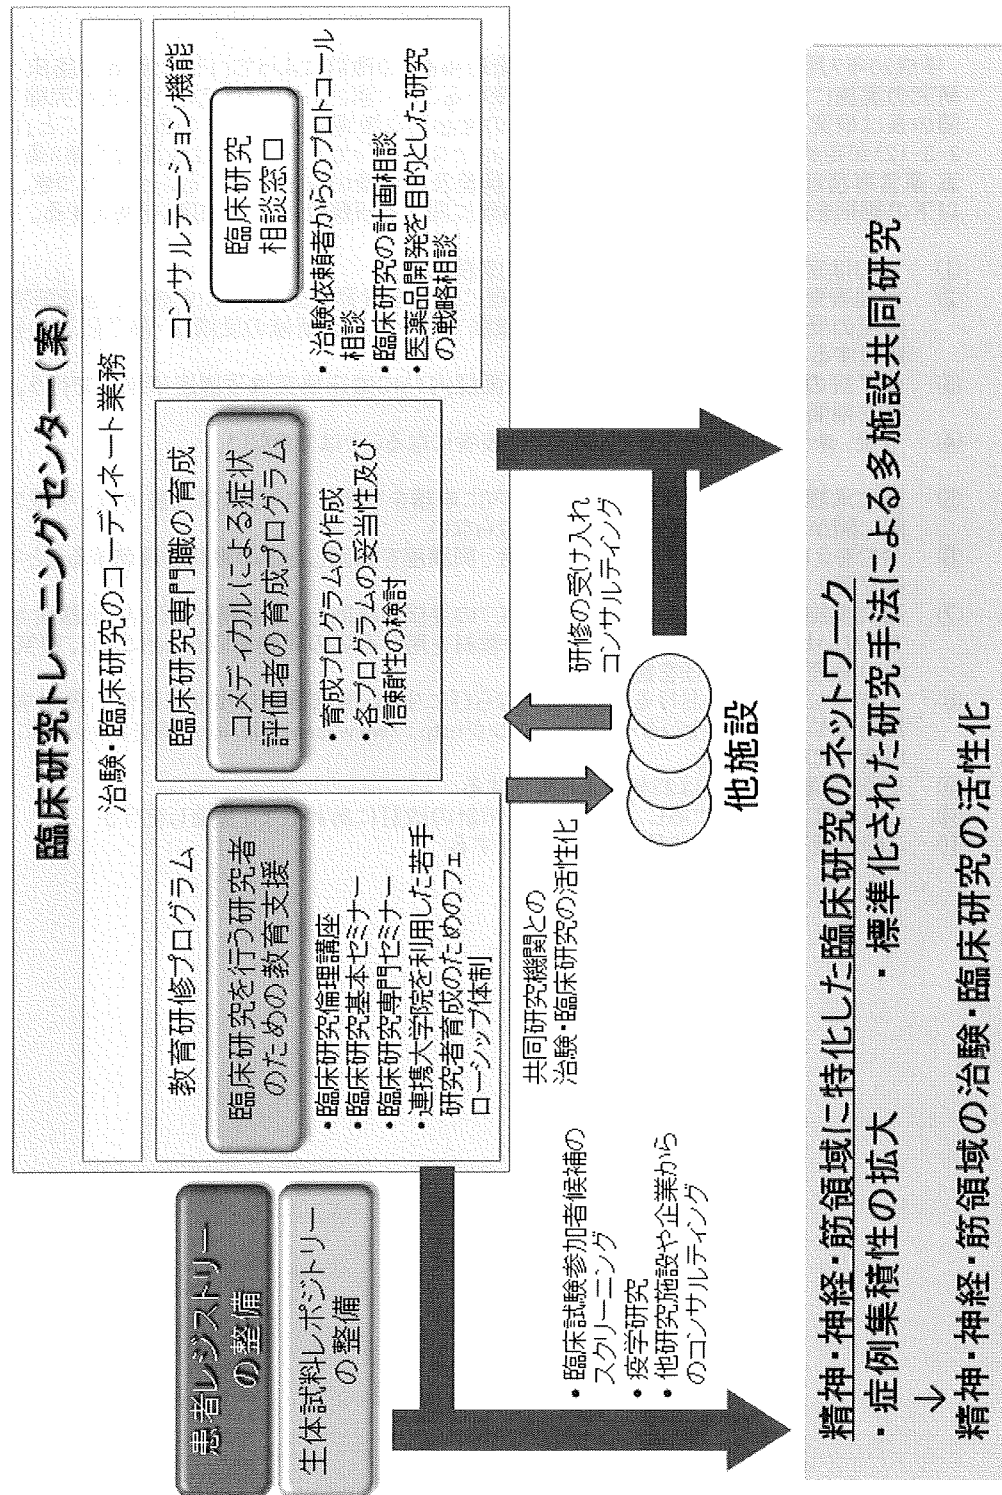 臨床研究トレーニングセンター(案)
治験・臨床研究のコーディネート業務
患者レジストリー
の整備
生体試料レポジトリー
の整備
教育研修プログラム
臨床研究を行う研究者
のための教育支援
・臨床研究倫理講座
・臨床研究基本セミナー
・臨床研究専門セミナー
・連携大学院を利用した若手
研究者育成のためのフェ
ローシップ体制
臨床研究専門職の育成
コメディカルによる症状
評価者の育成プログラム
・育成プログラムの作成
・各プログラムの妥当性及び
信頼性の検討
コンサルテーション機能
臨床研究
相談窓口
・治験依頼者からのプロトコール
相談
・臨床研究の計画相談
・医薬品開発を目的とした研究
の戦略相談
・臨床試験参加者候補の
スクリーニング
・疫学研究
・他研究施設や企業から
のコンサルティング
共同研究機関との
治験・臨床研究の活性化
他施設
研修の受け入れ
コンサルティング
精神・神経・筋領域に特化した臨床研究のネットワーク
・症例集積性の拡大 ・標準化された研究手法による多施設共同研究
↓
精神・神経・筋領域の治験・臨床研究の活性化